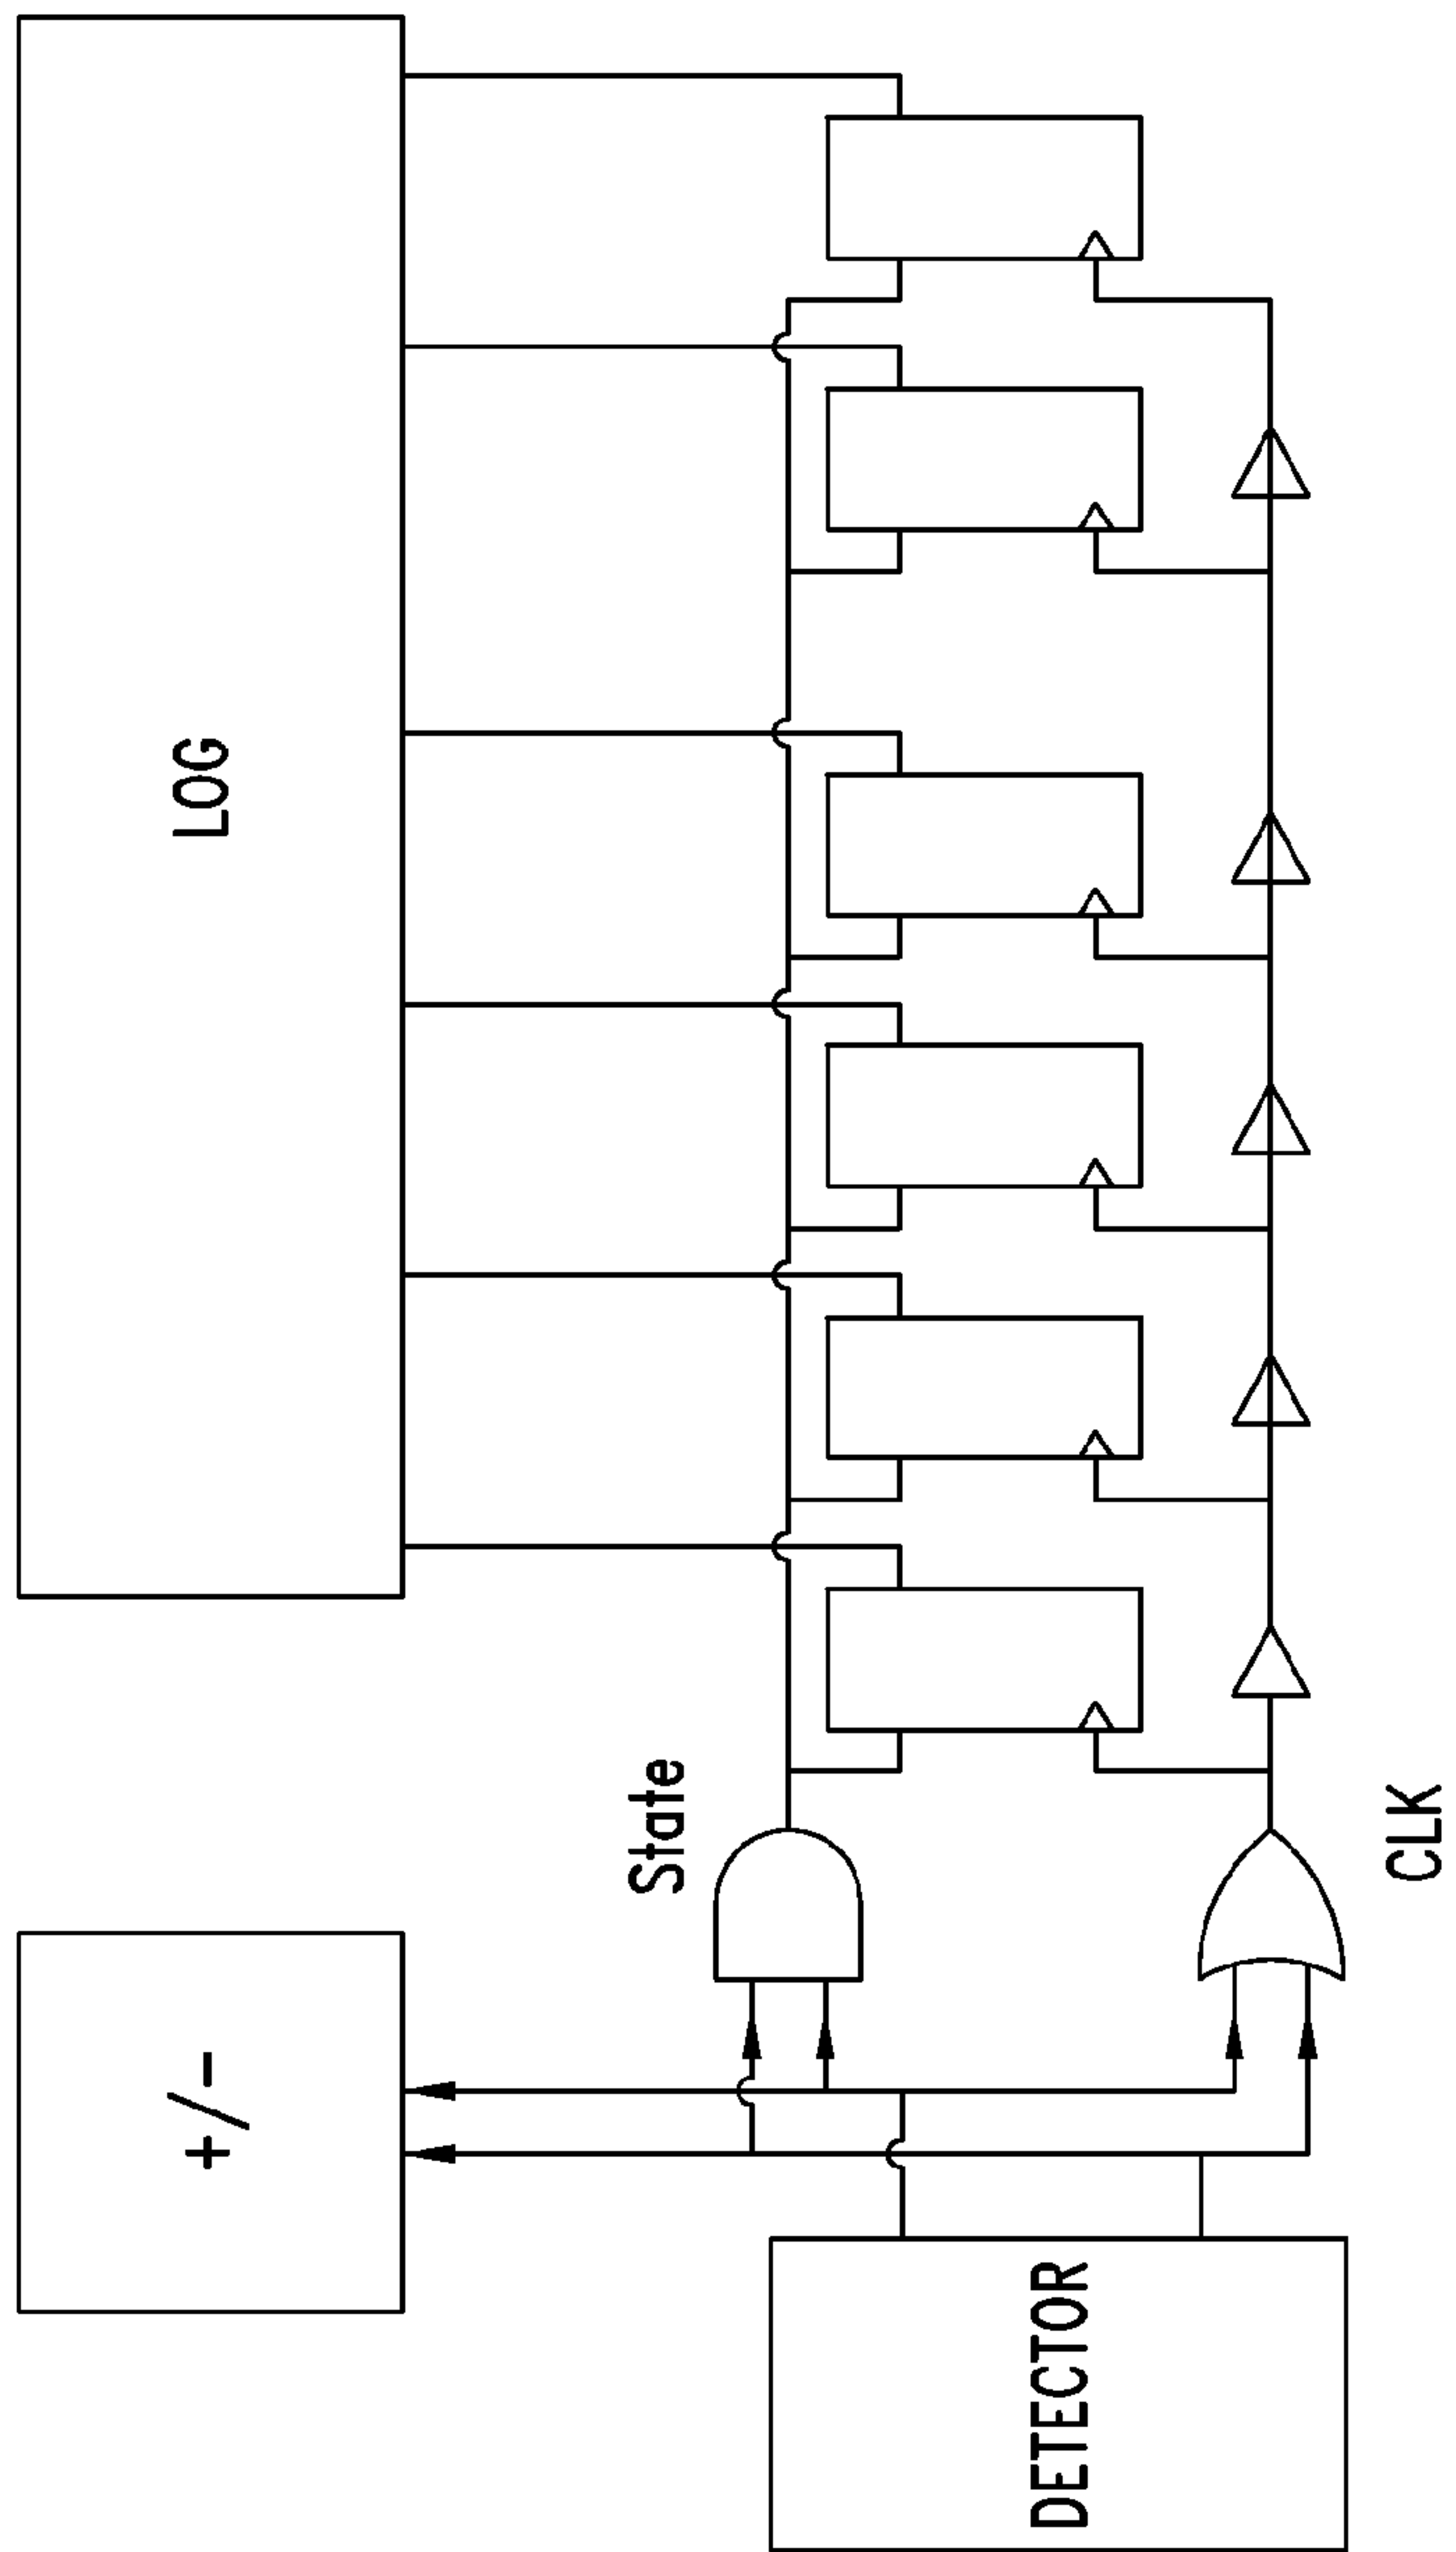 +/-
LOG
State
DETECTOR
CLK